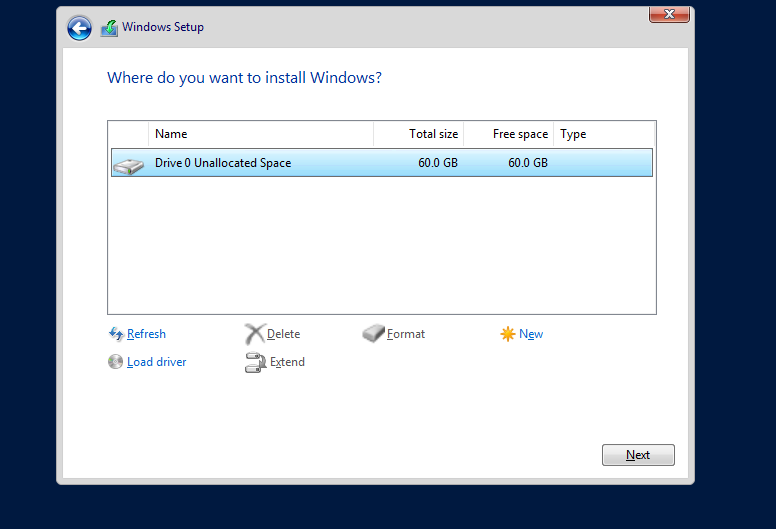 Windows Setup
Where do you want to install Windows?
Name Total size Free space Type
Drive 0 Unallocated Space 60.0 GB 60.0 GB
Refresh Delete Format New
Load driver Extend
Next